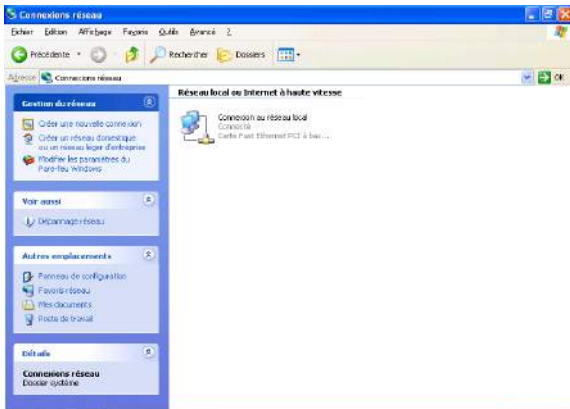 Connexions réseau
Fichier Edition Affichage Favoris Outils Avancé ?
Précédente Rechercher Dossiers
Adresse Connexions réseau OK
Gestion du réseau
Créer une nouvelle connexion
Créer un réseau domestique
ou un réseau léger d'entreprise
Modifier les paramètres du
Pare-feu Windows
Voir aussi
Dépannage réseau
Autres emplacements
Panneau de configuration
Favoris réseau
Mes documents
Poste de travail
Détails
Connexions réseau
Dossier système
Réseau local ou Internet à haute vitesse
Connexion au réseau local
Connecté
Carte Fast Ethernet PCI à bas...